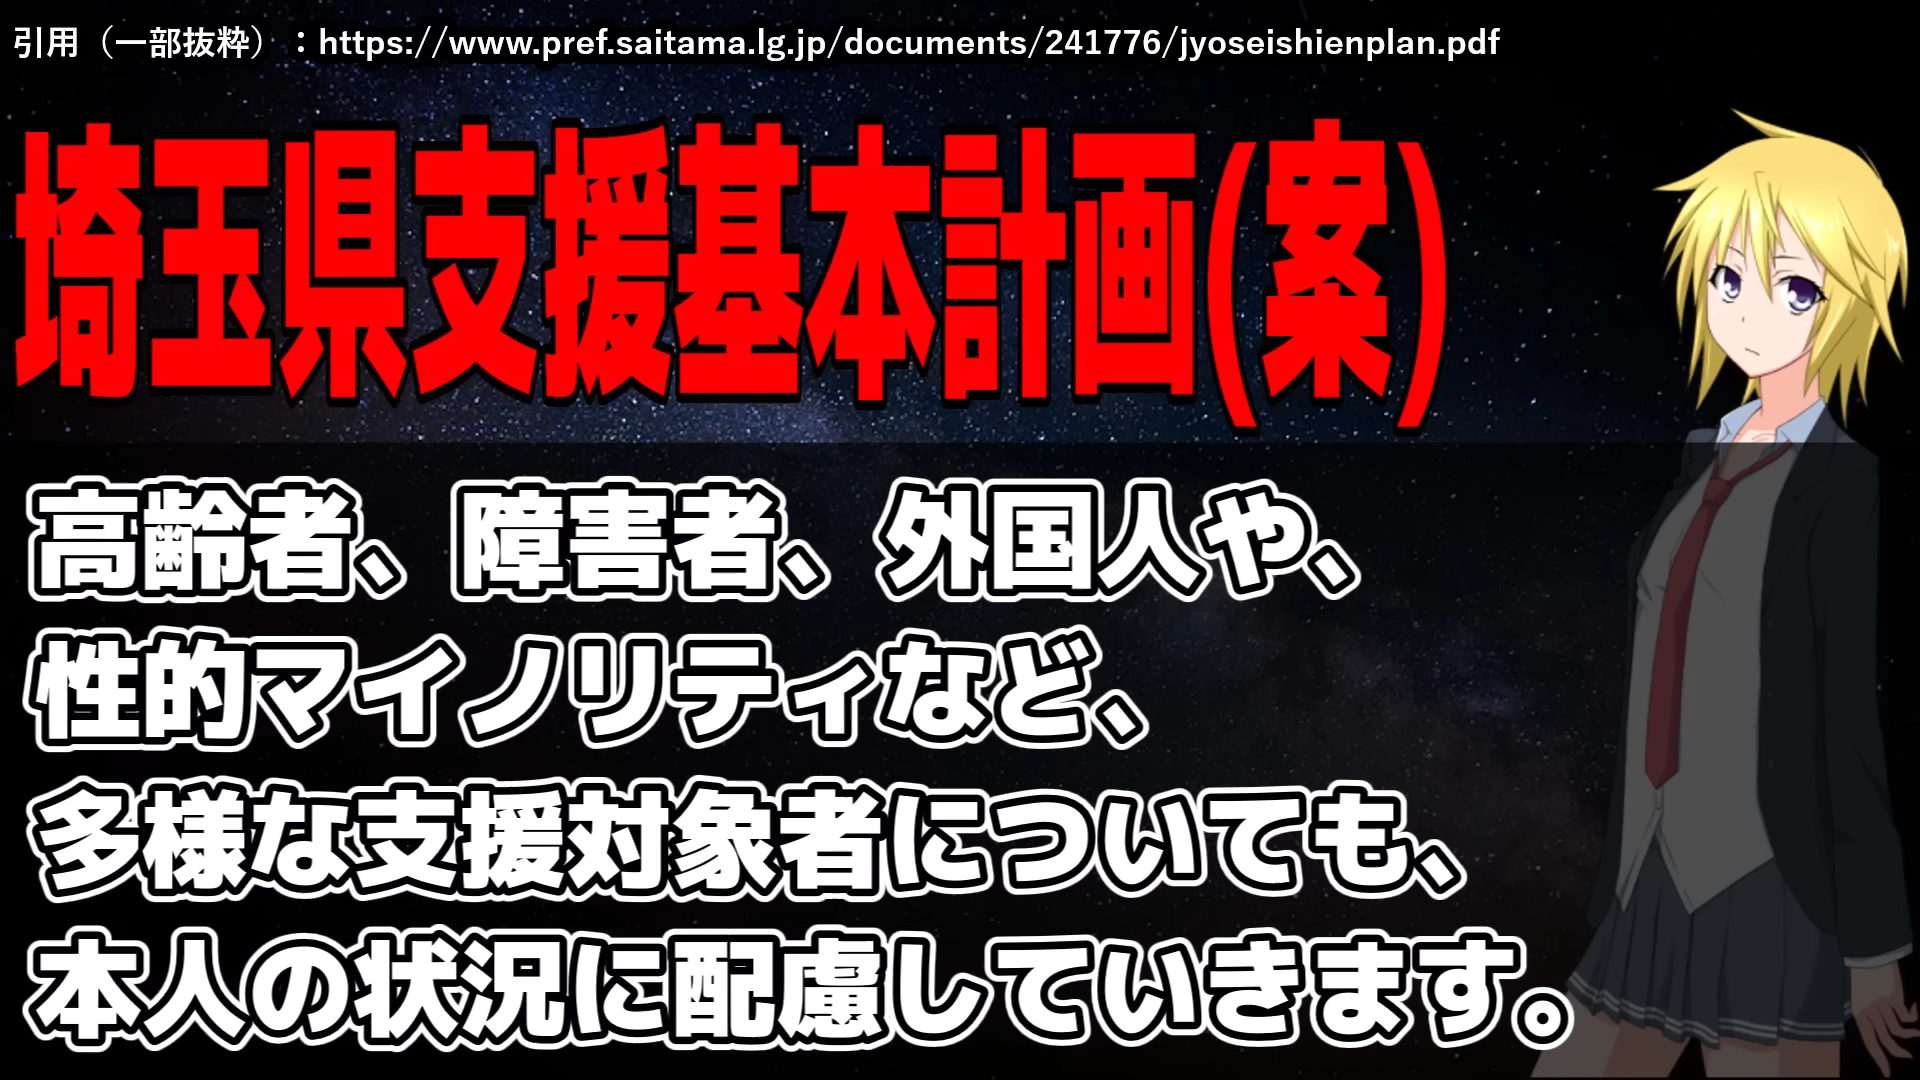 引用（一部抜粋）：https://www.pref.saitama.lg.jp/documents/241776/jyoseishienplan.pdf
埼玉県支援基本計画(案)
高齢者、障害者、外国人や、
性的マイノリティなど、
多様な支援対象者についても、
本人の状況に配慮していきます。